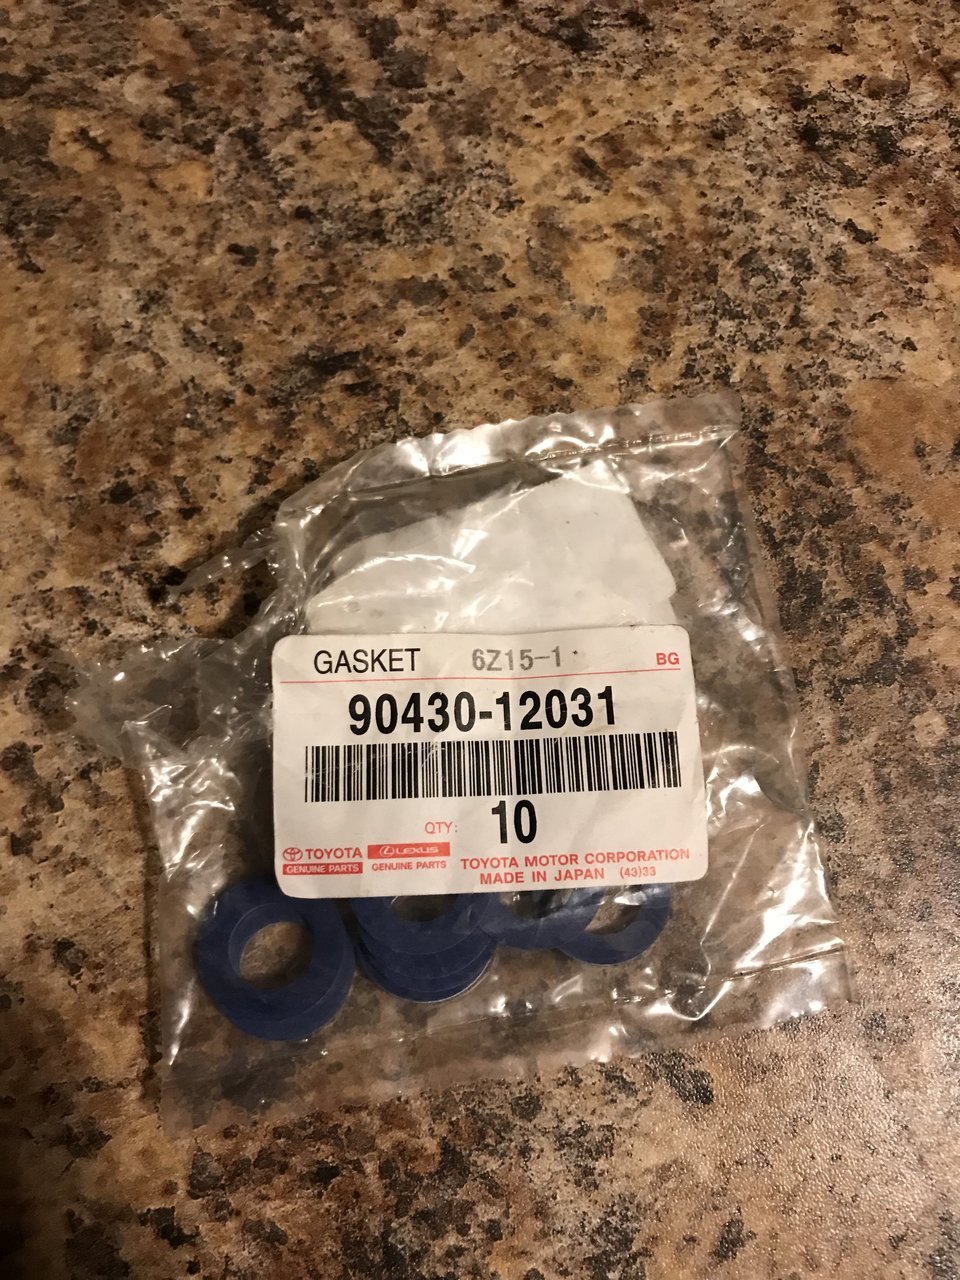 GASKET 6Z15-1 BG
90430-12031
QTY: 10
TOYOTA LEXUS
GENUINE PARTS GENUINE PARTS
TOYOTA MOTOR CORPORATION
MADE IN JAPAN (43)33